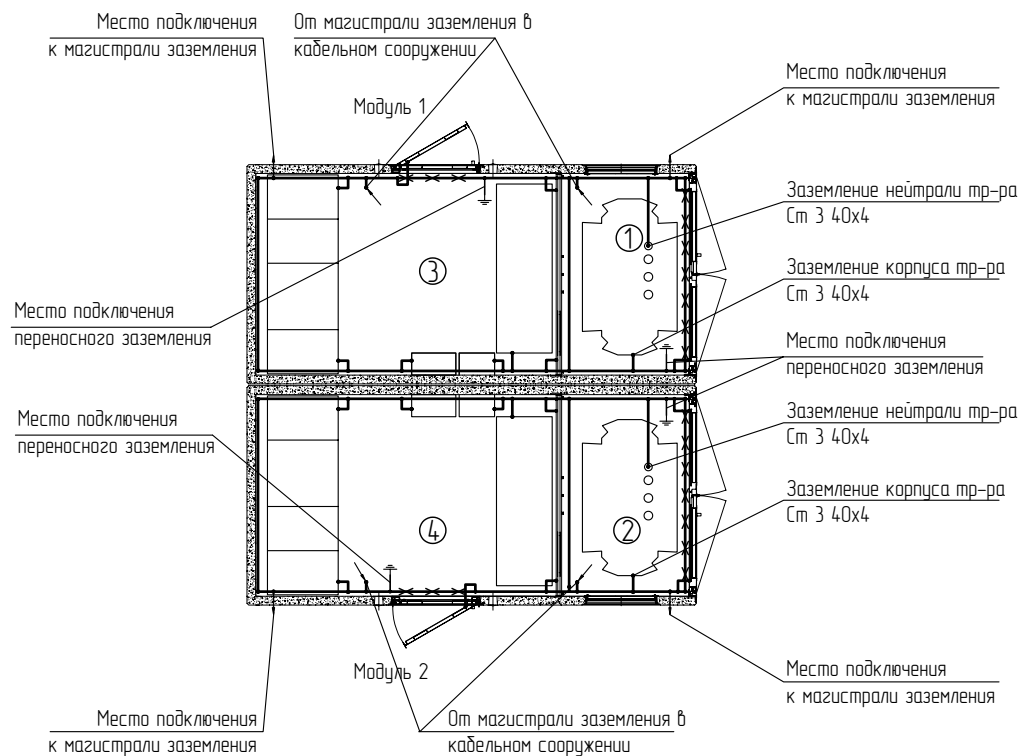 Место подключения
к магистрали заземления
От магистрали заземления в
кабельном сооружении
Модуль 1
Место подключения
к магистрали заземления
Заземление нейтрали тр-ра
Ст 3 40х4
1
3
Заземление корпуса тр-ра
Ст 3 40х4
Место подключения
переносного заземления
Место подключения
переносного заземления
Место подключения
переносного заземления
Заземление нейтрали тр-ра
Ст 3 40х4
Заземление корпуса тр-ра
Ст 3 40х4
4
2
Модуль 2
Место подключения
к магистрали заземления
Место подключения
к магистрали заземления
От магистрали заземления в
кабельном сооружении